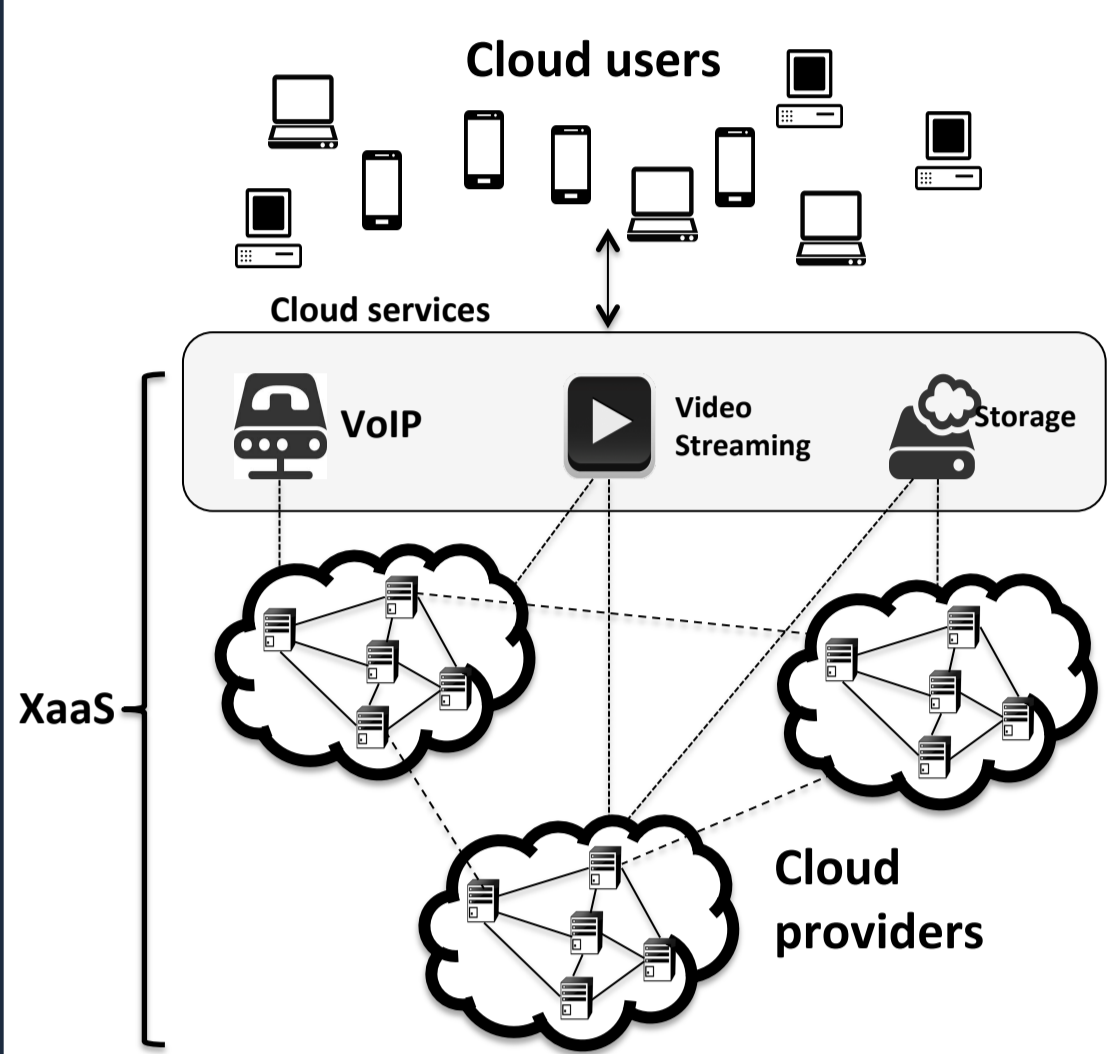 Cloud users
Cloud services
VoIP
Video
Streaming
Storage
XaaS
Cloud
providers